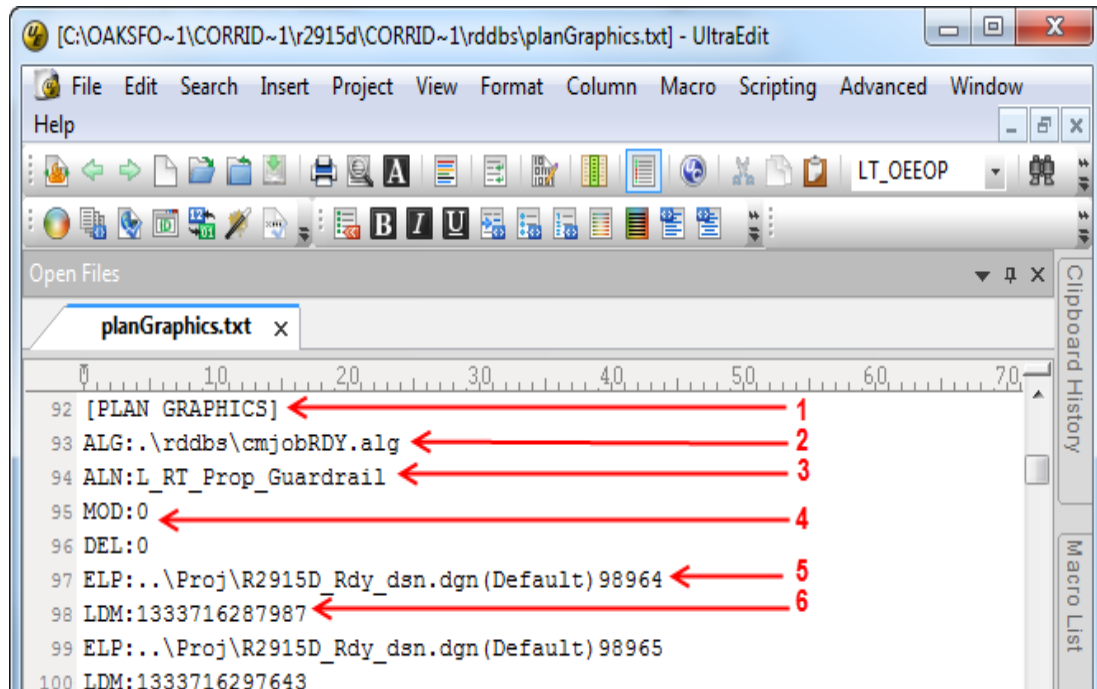 [C:\OAKSFO~1\CORRID~1\r2915d\CORRID~1\rddbs\planGraphics.txt] - UltraEdit
File Edit Search Insert Project View Format Column Macro Scripting Advanced Window
Help
LT_OEEOP
Open Files
planGraphics.txt x
0 10 20 30 40 50 60 70
92 [PLAN GRAPHICS] 1
93 ALG:.\rddbs\cmjobRDY.alg 2
94 ALN:L_RT_Prop_Guardrail 3
95 MOD:0 4
96 DEL:0
97 ELP:..\Proj\R2915D_Rdy_dsn.dgn(Default)98964 5
98 LDM:1333716287987 6
99 ELP:..\Proj\R2915D_Rdy_dsn.dgn(Default)98965
100 LDM:1333716297643
Clipboard History
Macro List